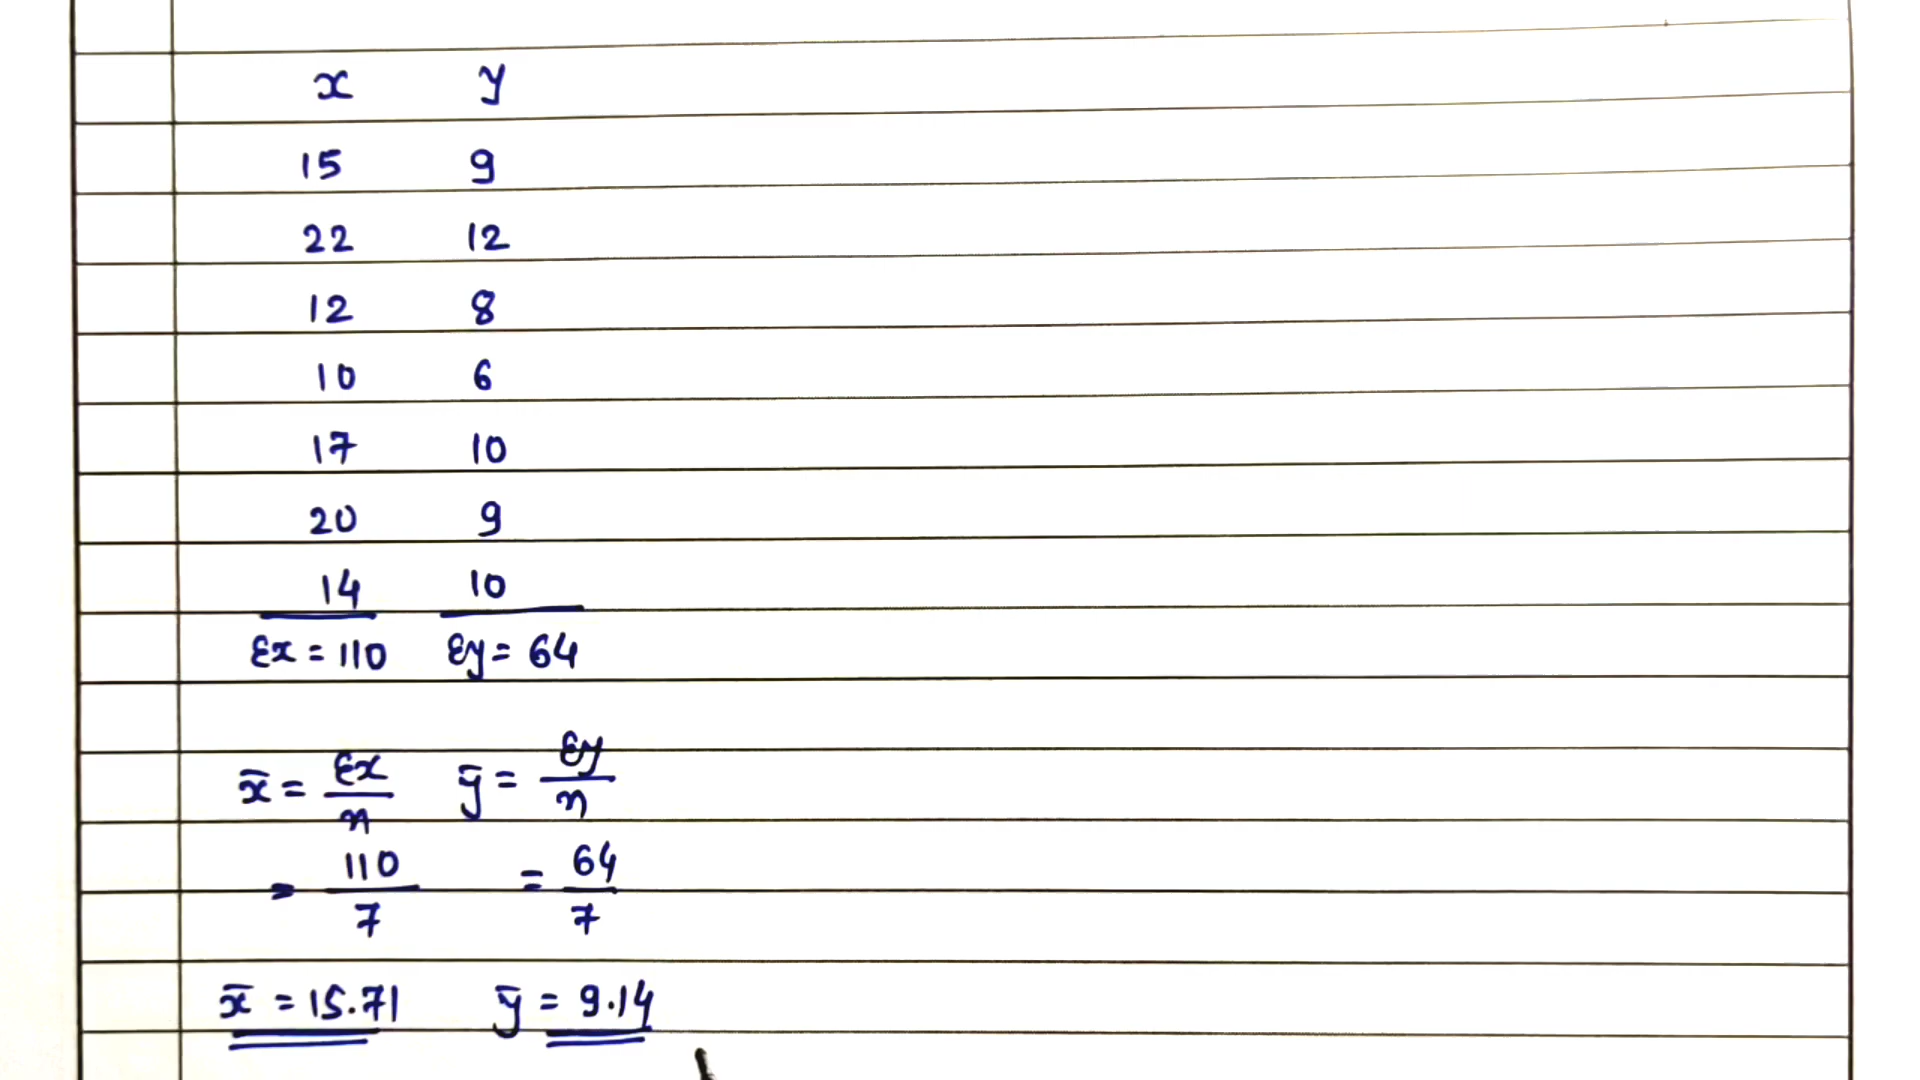 x y
15 9
22 12
12 8
10 6
17 10
20 9
14 10
Σx = 110 Σy = 64
x̄ = Σx/n ȳ = Σy/n
= 110/7 = 64/7
x̄ = 15.71 ȳ = 9.14